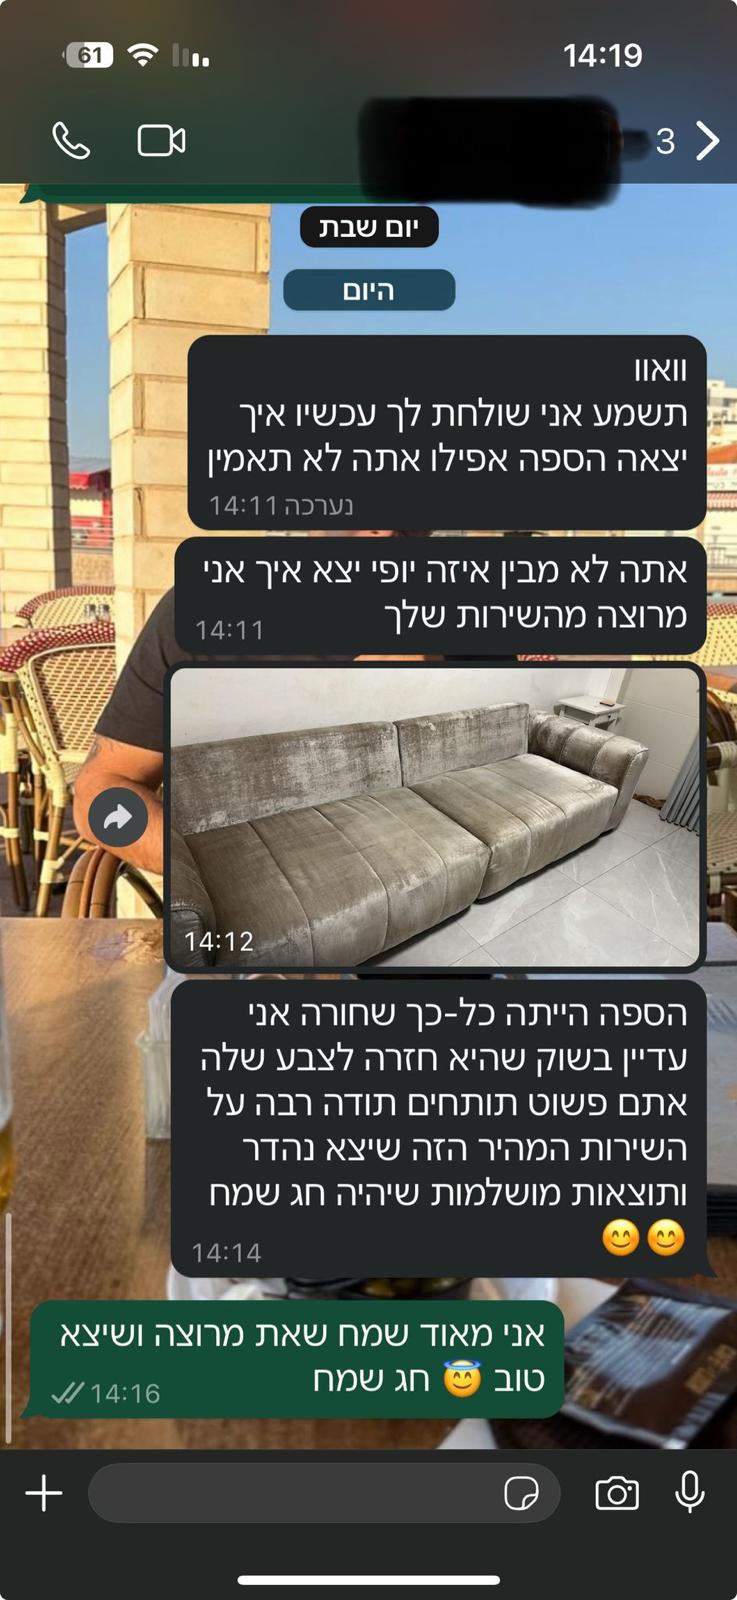 61
14:19
3
יום שבת
היום
וואוו
תשמע אני שולחת לך עכשיו איך
יצאה הספה אפילו אתה לא תאמין
נערכה 14:11
אתה לא מבין איזה יופי יצא איך אני
מרוצה מהשירות שלך
14:11
14:12
הספה הייתה כל-כך שחורה אני
עדיין בשוק שהיא חזרה לצבע שלה
אתם פשוט תותחים תודה רבה על
השירות המהיר הזה שיצא נהדר
ותוצאות מושלמות שיהיה חג שמח
😊😊
14:14
אני מאוד שמח שאת מרוצה ושיצא
טוב 😇 חג שמח
14:16